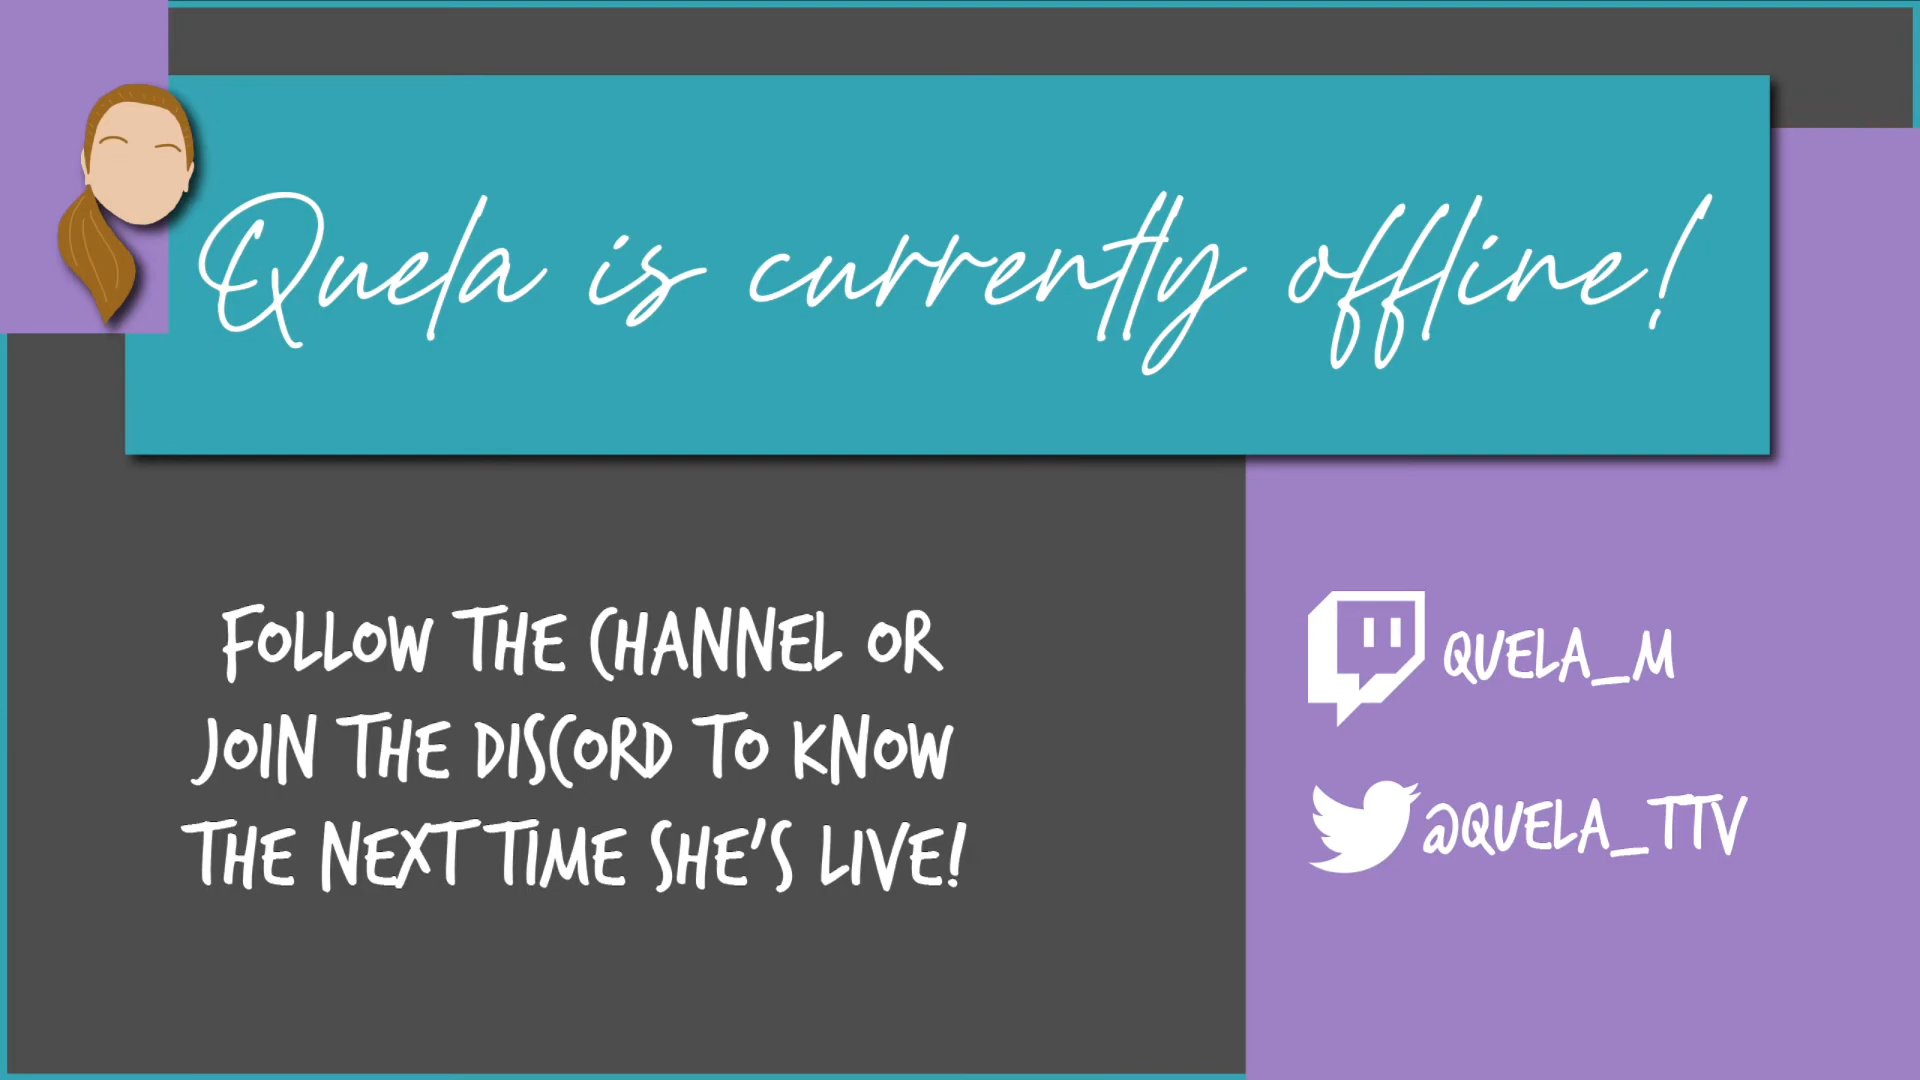 Quela is currently offline!
FOLLOW THE CHANNEL OR
JOIN THE DISCORD TO KNOW
THE NEXT TIME SHE'S LIVE!
QUELA_M
@QUELA_TTV